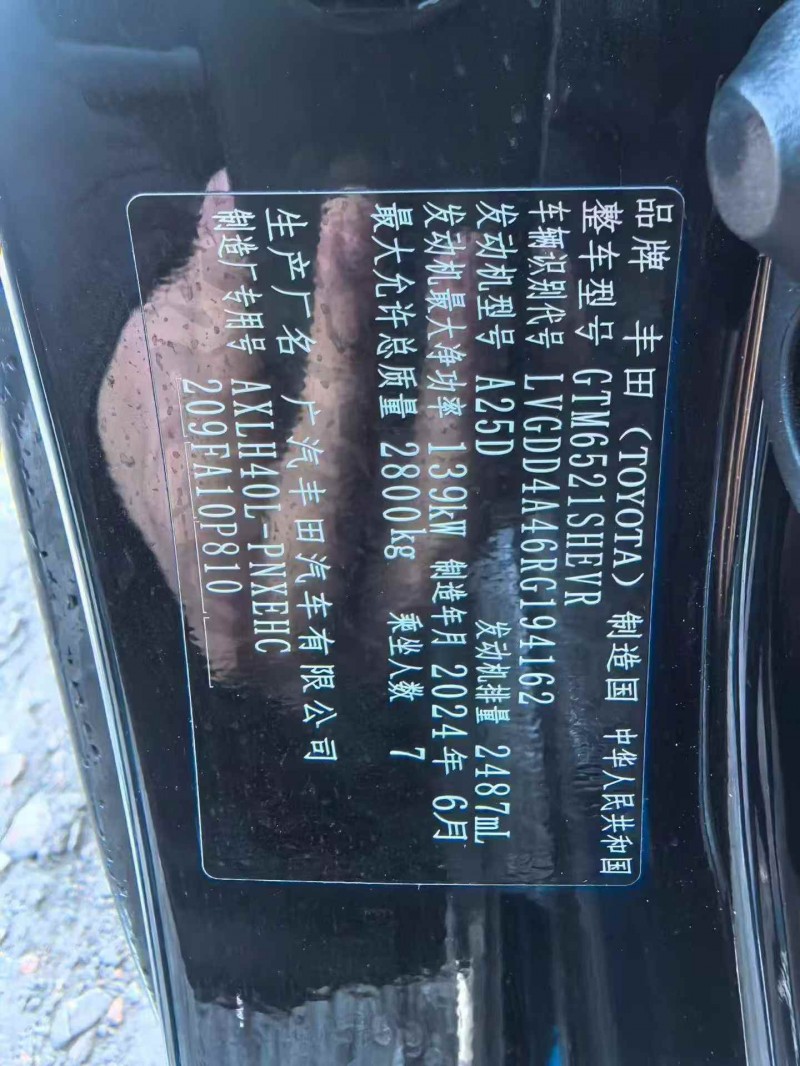 品牌 丰田 (TOYOTA) 制造国 中华人民共和国
整车型号 GTM6521SHEVR
车辆识别代号 LVGDD4A46RG194162
发动机型号 A25D 发动机排量 2487mL
发动机最大净功率 139kW 制造年月 2024年 6月
最大允许总质量 2800kg 乘坐人数 7
生产厂名 广汽丰田汽车有限公司
制造厂专用号 AXLH40L-PNXEHC
209FA10P810